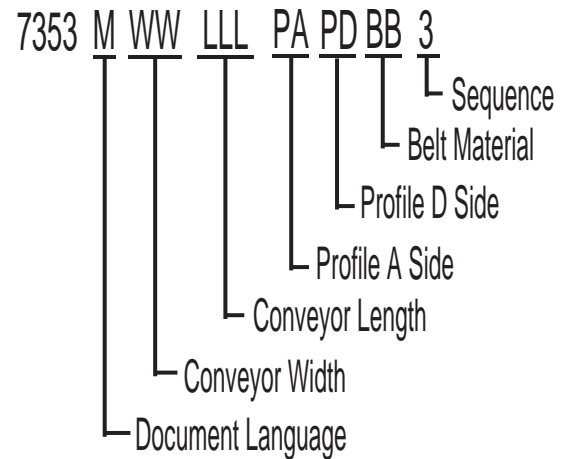 7353 M WW LLL PA PD BB 3
Sequence
Belt Material
Profile D Side
Profile A Side
Conveyor Length
Conveyor Width
Document Language